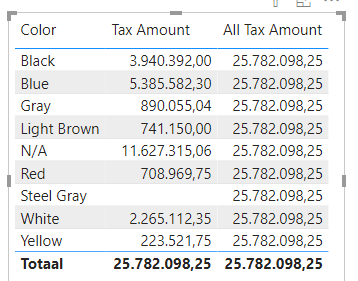 Color Tax Amount All Tax Amount
Black 3.940.392,00 25.782.098,25
Blue 5.385.582,30 25.782.098,25
Gray 890.055,04 25.782.098,25
Light Brown 741.150,00 25.782.098,25
N/A 11.627.315,06 25.782.098,25
Red 708.969,75 25.782.098,25
Steel Gray 25.782.098,25
White 2.265.112,35 25.782.098,25
Yellow 223.521,75 25.782.098,25
Totaal 25.782.098,25 25.782.098,25